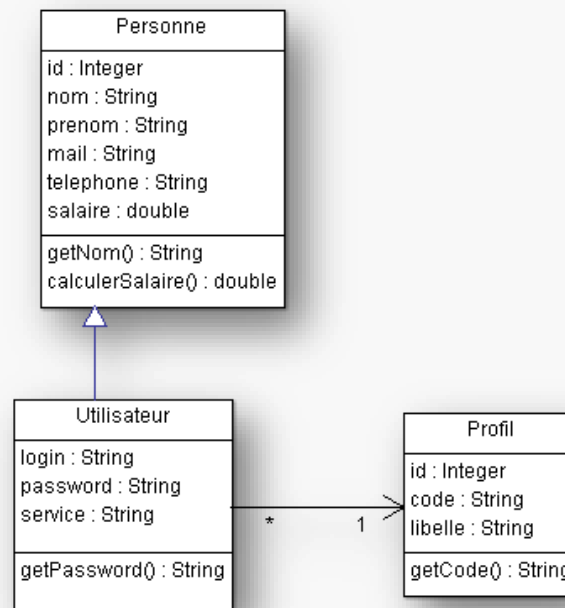 Personne
id : Integer
nom : String
prenom : String
mail : String
telephone : String
salaire : double
getNom() : String
calculerSalaire() : double
Utilisateur
login : String
password : String
service : String
getPassword() : String
* 1
Profil
id : Integer
code : String
libelle : String
getCode() : String